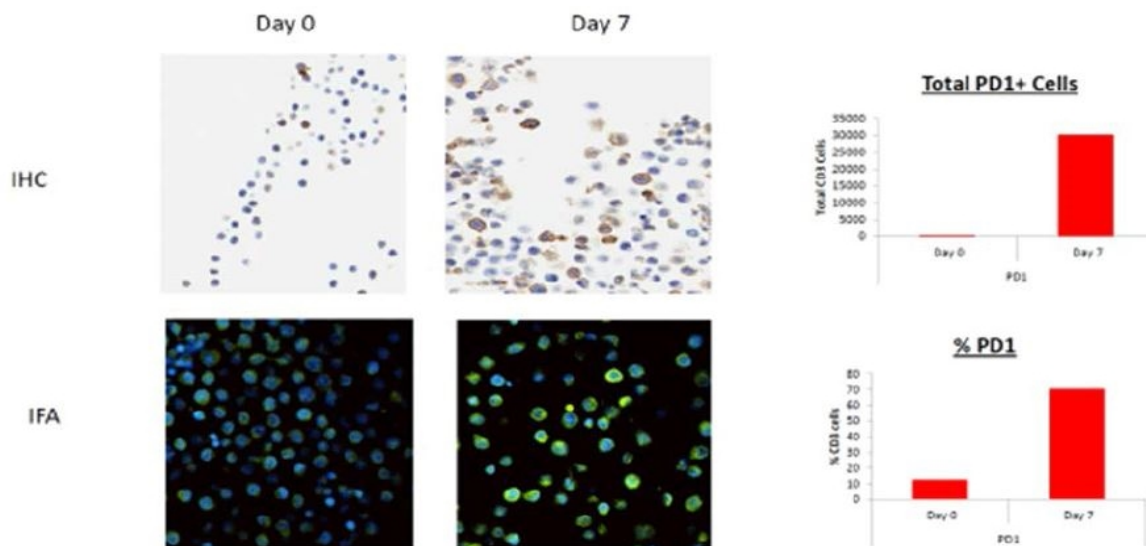 Day 0
Day 7
IHC
IFA
Total PD1+ Cells
Total CD3 Cells
35000
30000
25000
20000
15000
10000
5000
0
Day 0
Day 7
PD1
% PD1
% CD3 cells
80
70
60
50
40
30
20
10
0
Day 0
Day 7
PD1